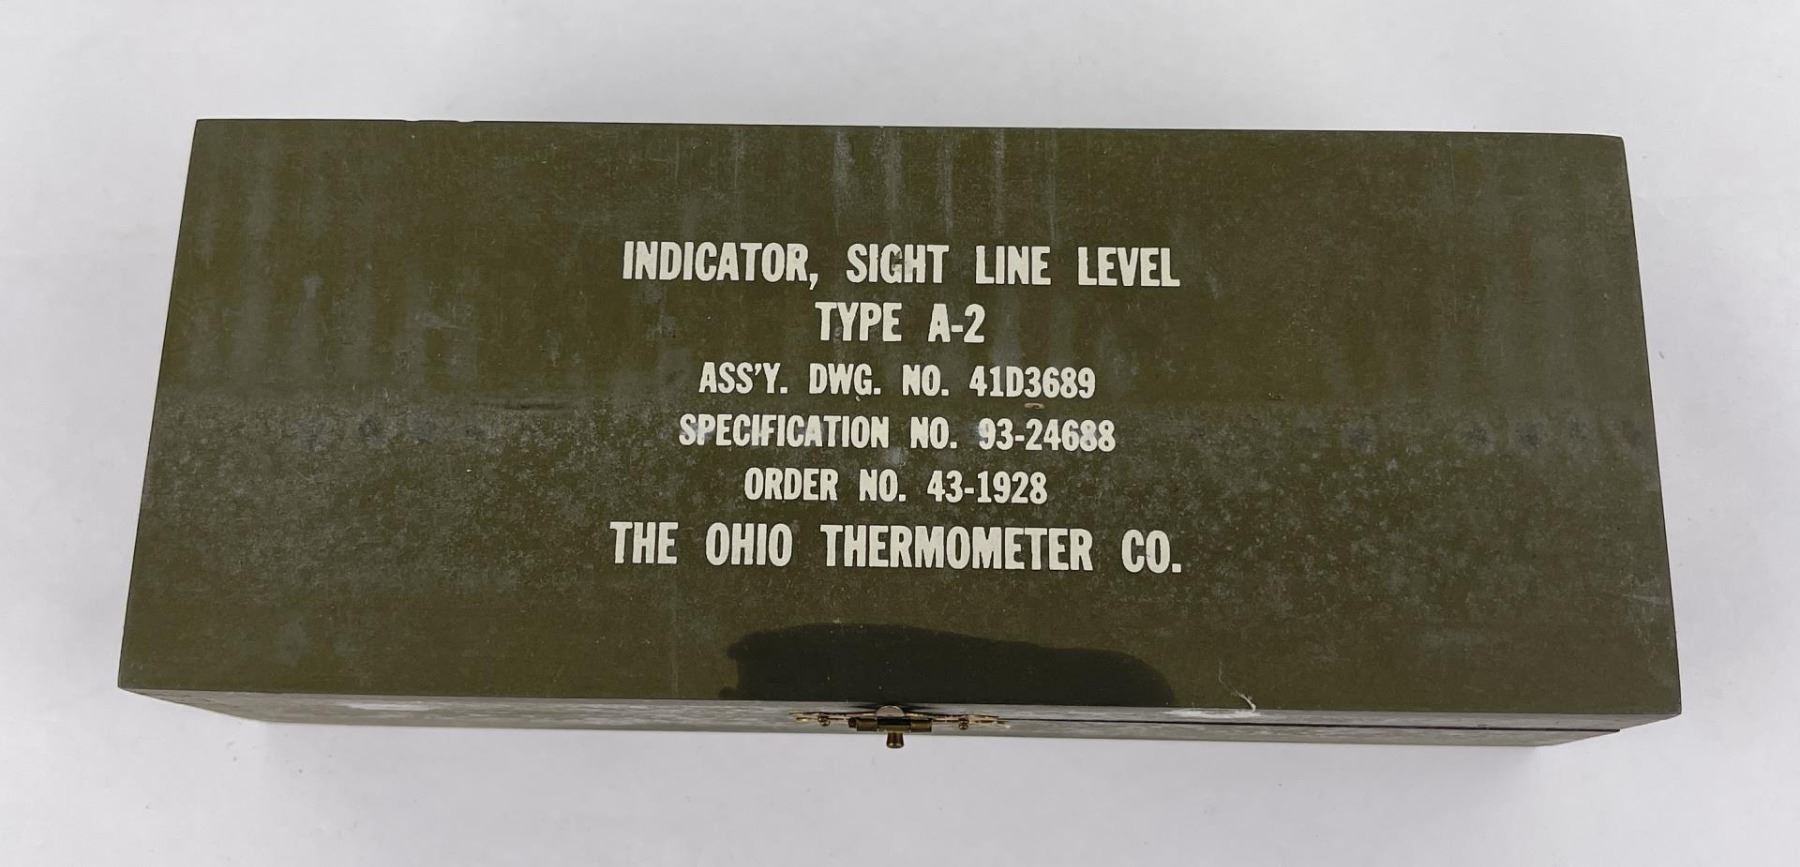 INDICATOR, SIGHT LINE LEVEL
TYPE A-2
ASS'Y. DWG. NO. 41D3689
SPECIFICATION NO. 93-24688
ORDER NO. 43-1928
THE OHIO THERMOMETER CO.